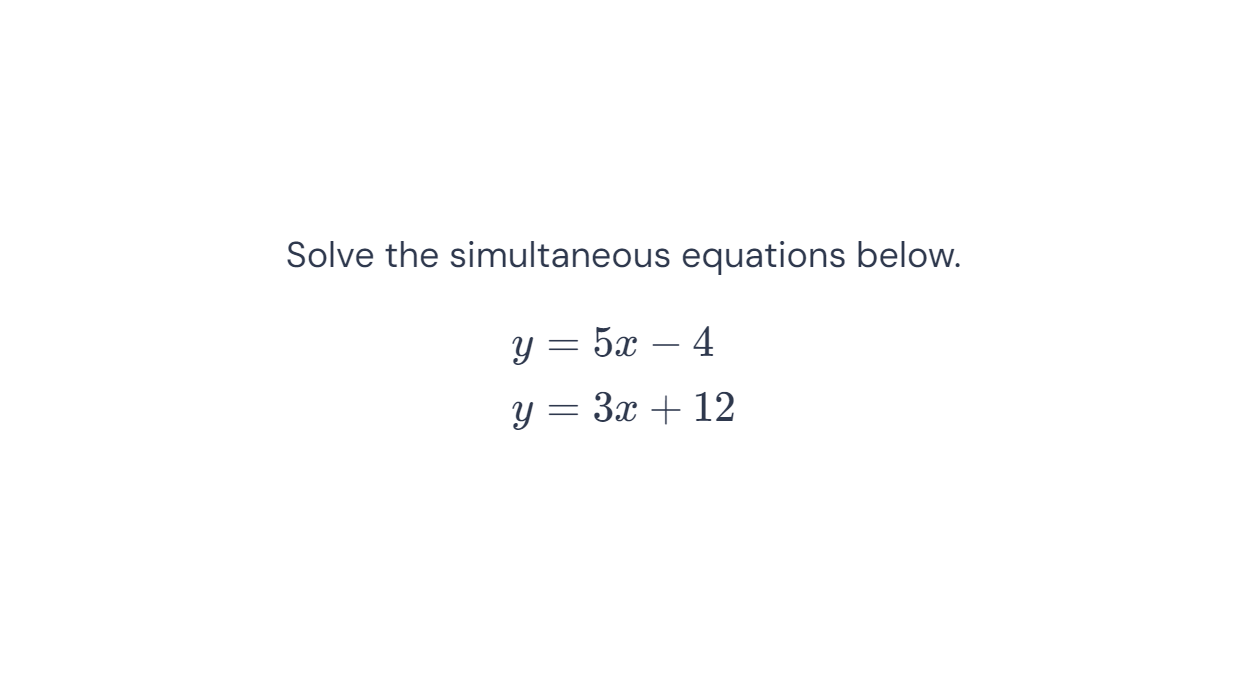 Solve the simultaneous equations below.
y = 5x − 4
y = 3x + 12